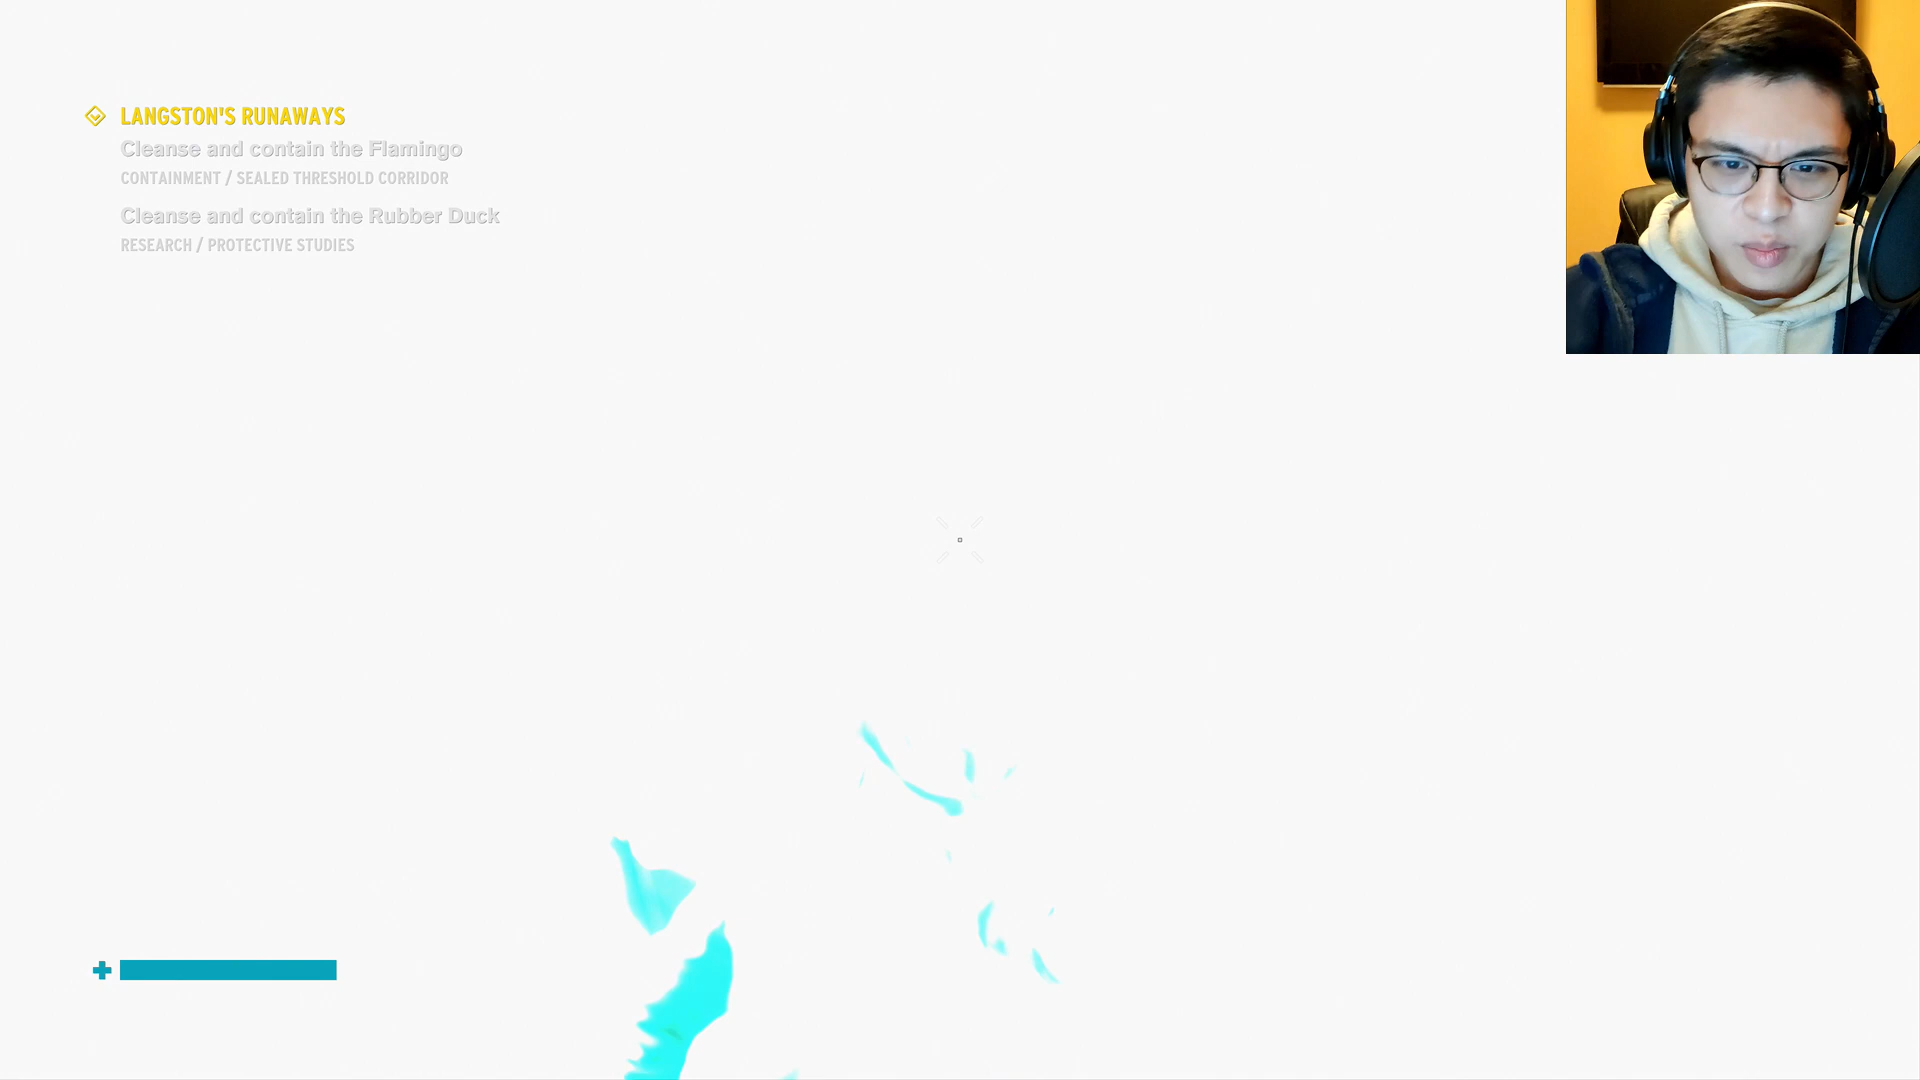 LANGSTON'S RUNAWAYS
Cleanse and contain the Flamingo
CONTAINMENT / SEALED THRESHOLD CORRIDOR
Cleanse and contain the Rubber Duck
RESEARCH / PROTECTIVE STUDIES